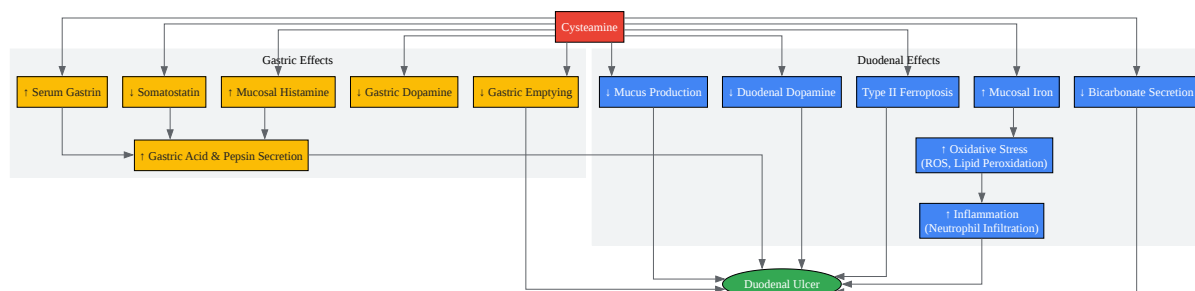 Cysteamine
Gastric Effects
Duodenal Effects
↑ Serum Gastrin
↓ Somatostatin
↑ Mucosal Histamine
↓ Gastric Dopamine
↓ Gastric Emptying
↓ Mucus Production
↓ Duodenal Dopamine
Type II Ferroptosis
↑ Mucosal Iron
↓ Bicarbonate Secretion
↑ Gastric Acid & Pepsin Secretion
↑ Oxidative Stress
(ROS, Lipid Peroxidation)
↑ Inflammation
(Neutrophil Infiltration)
Duodenal Ulcer